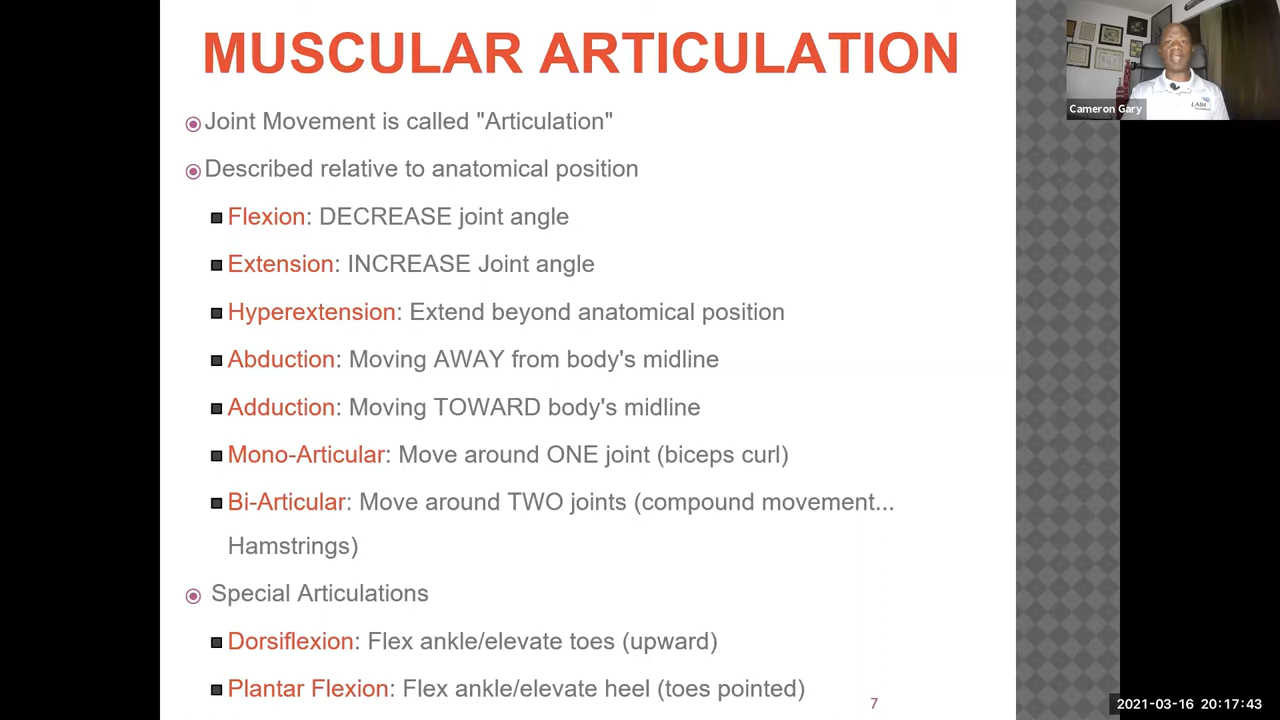 MUSCULAR ARTICULATION
Joint Movement is called "Articulation"
Described relative to anatomical position
Flexion: DECREASE joint angle
Extension: INCREASE Joint angle
Hyperextension: Extend beyond anatomical position
Abduction: Moving AWAY from body's midline
Adduction: Moving TOWARD body's midline
Mono-Articular: Move around ONE joint (biceps curl)
Bi-Articular: Move around TWO joints (compound movement...
Hamstrings)
Special Articulations
Dorsiflexion: Flex ankle/elevate toes (upward)
Plantar Flexion: Flex ankle/elevate heel (toes pointed)
7
Cameron Gary
2021-03-16 20:17:43